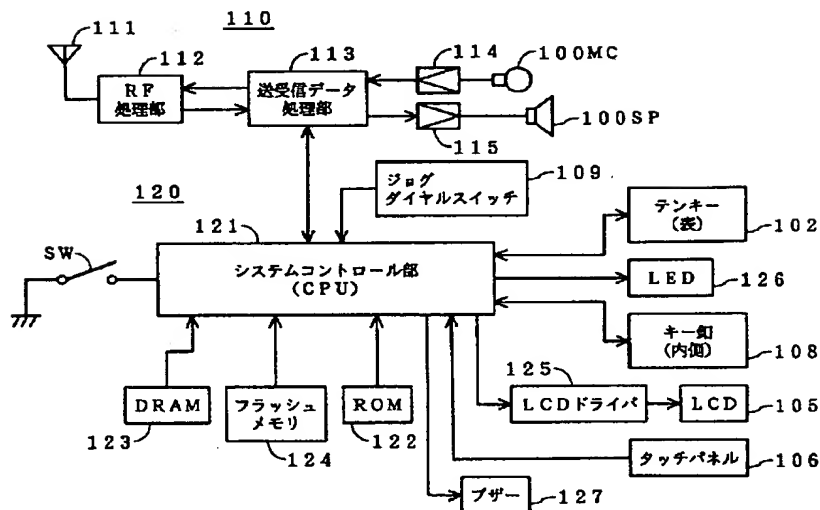 111
110
112
113
114
100MC
RF
処理部
送受信データ
処理部
100SP
115
120
ジョグ
ダイヤルスイッチ
109
121
テンキー
(表)
102
SW
システムコントロール部
(CPU)
LED
126
キー釦
(内側)
108
125
DRAM
123
フラッシュ
メモリ
124
ROM
122
LCDドライバ
LCD
105
タッチパネル
106
ブザー
127